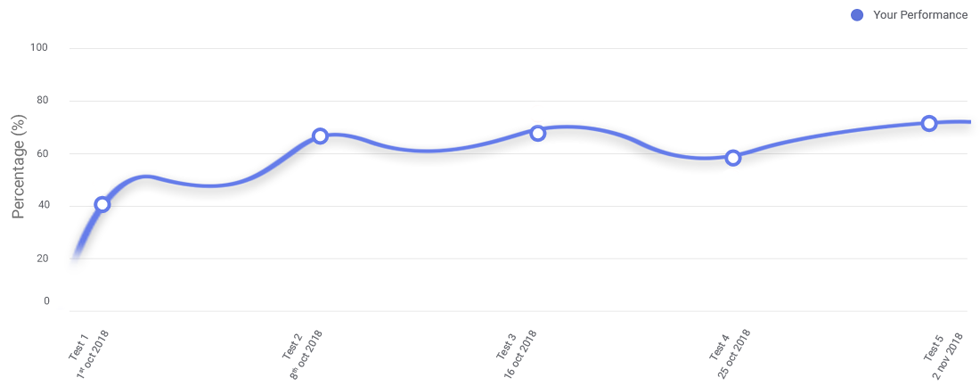 Your Performance
Percentage (%)
100
80
60
40
20
0
Test 1
1st oct 2018
Test 2
8th oct 2018
Test 3
16 oct 2018
Test 4
25 oct 2018
Test 5
2 nov 2018